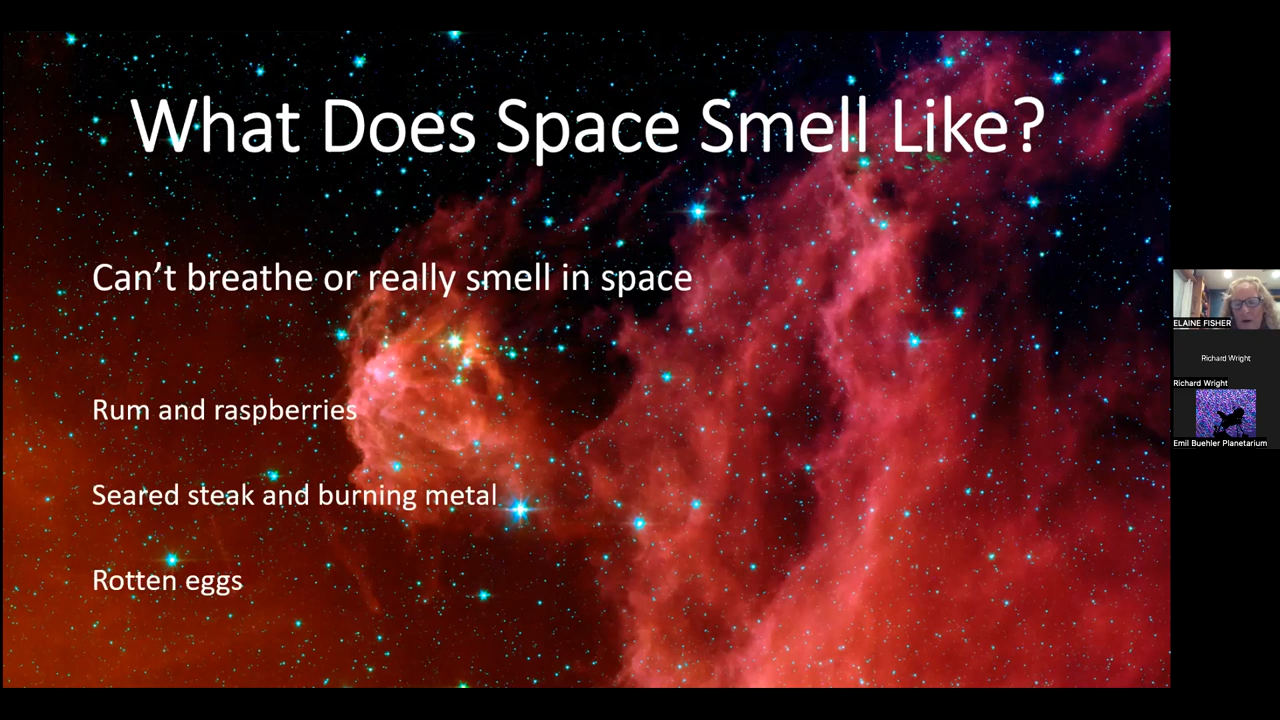 What Does Space Smell Like?
Can’t breathe or really smell in space
Rum and raspberries
Seared steak and burning metal
Rotten eggs
ELAINE FISHER
Richard Wright
Richard Wright
Emil Buehler Planetarium